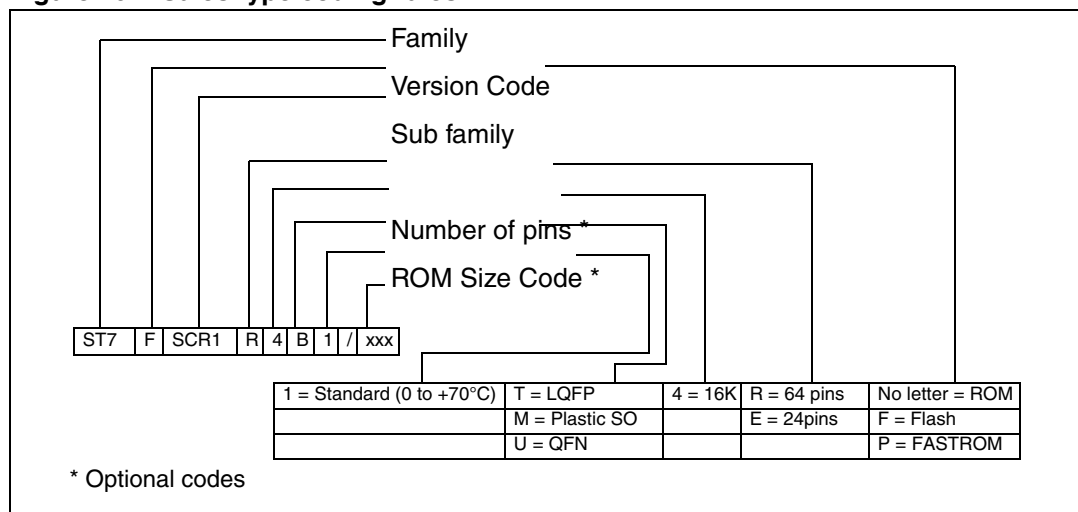 Family
Version Code
Sub family
Number of pins *
ROM Size Code *
ST7 F SCR1 R 4 B 1 / xxx
1 = Standard (0 to +70°C) T = LQFP 4 = 16K R = 64 pins No letter = ROM
M = Plastic SO E = 24pins F = Flash
U = QFN P = FASTROM
* Optional codes